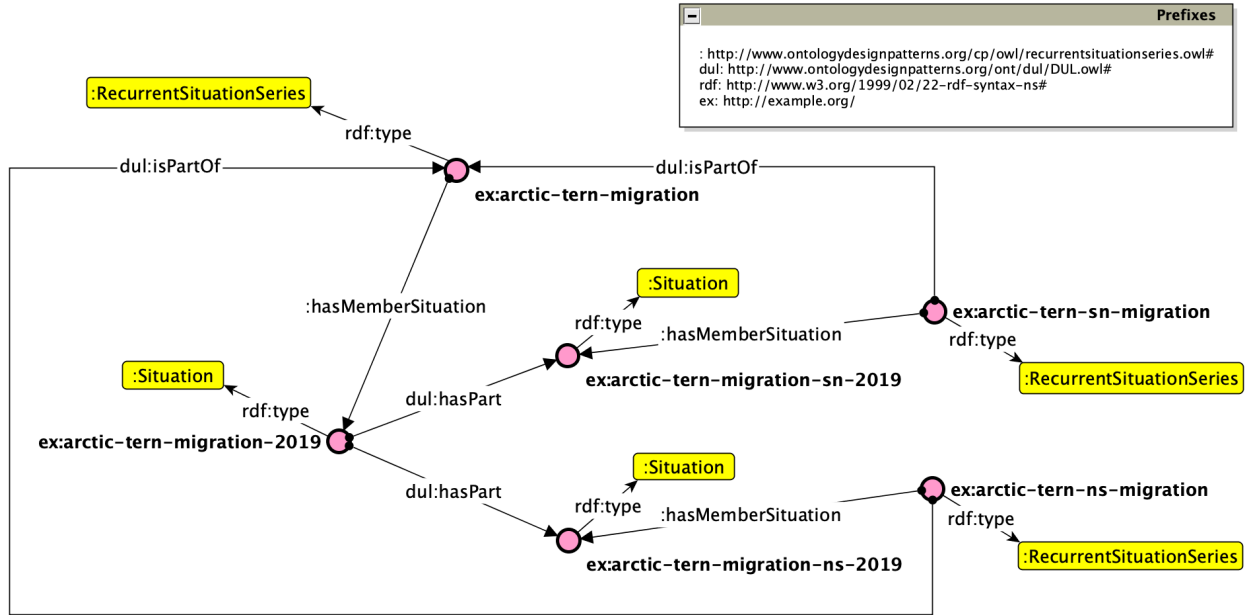 Prefixes
: http://www.ontologydesignpatterns.org/cp/owl/recurrentsituationseries.owl#
dul: http://www.ontologydesignpatterns.org/ont/dul/DUL.owl#
rdf: http://www.w3.org/1999/02/22-rdf-syntax-ns#
ex: http://example.org/
:RecurrentSituationSeries
rdf:type
dul:isPartOf
dul:isPartOf
ex:arctic-tern-migration
:hasMemberSituation
:Situation
rdf:type
:hasMemberSituation
ex:arctic-tern-sn-migration
rdf:type
:RecurrentSituationSeries
ex:arctic-tern-migration-sn-2019
:Situation
rdf:type
dul:hasPart
ex:arctic-tern-migration-2019
dul:hasPart
:Situation
rdf:type
:hasMemberSituation
ex:arctic-tern-ns-migration
rdf:type
:RecurrentSituationSeries
ex:arctic-tern-migration-ns-2019